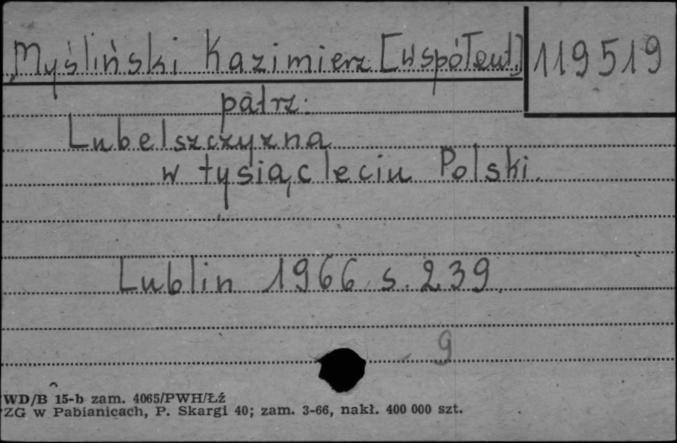 Myśliński Kazimierz [Współaut.] 119519
patrz:
Lubelszczyzna
w tysiącleciu Polski.
Lublin 1966 s. 239.
9
WD/B 15-b zam. 4065/PWH/Łź
ZG w Pabianicach, P. Skargi 40; zam. 3-66, nakł. 400 000 szt.